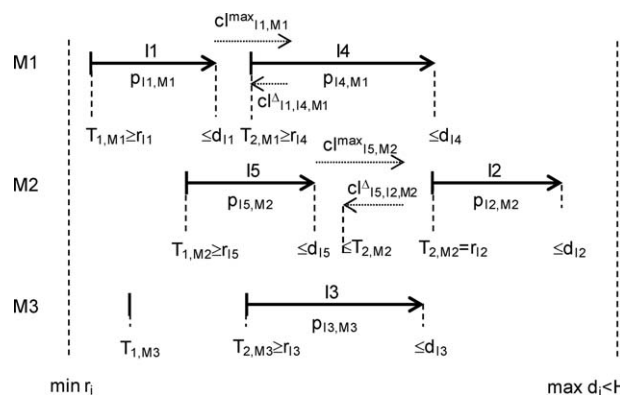 cl^max_I1,M1
M1 I1 I4
p_I1,M1 p_I4,M1
cl^Δ_I1,I4,M1
T_1,M1≥r_I1 ≤d_I1 T_2,M1≥r_I4 ≤d_I4
cl^max_I5,M2
M2 I5 cl^Δ_I5,I2,M2 I2
p_I5,M2 p_I2,M2
T_1,M2≥r_I5 ≤d_I5 ≤T_2,M2 T_2,M2=r_I2 ≤d_I2
M3 I3
p_I3,M3
T_1,M3 T_2,M3≥r_I3 ≤d_I3
min r_i max d_i<H